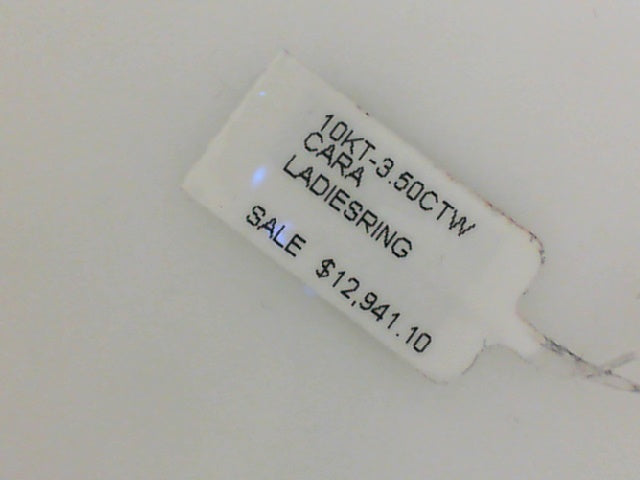 10KT-3.50CTW
CARA
LADIESRING
SALE $12,941.10